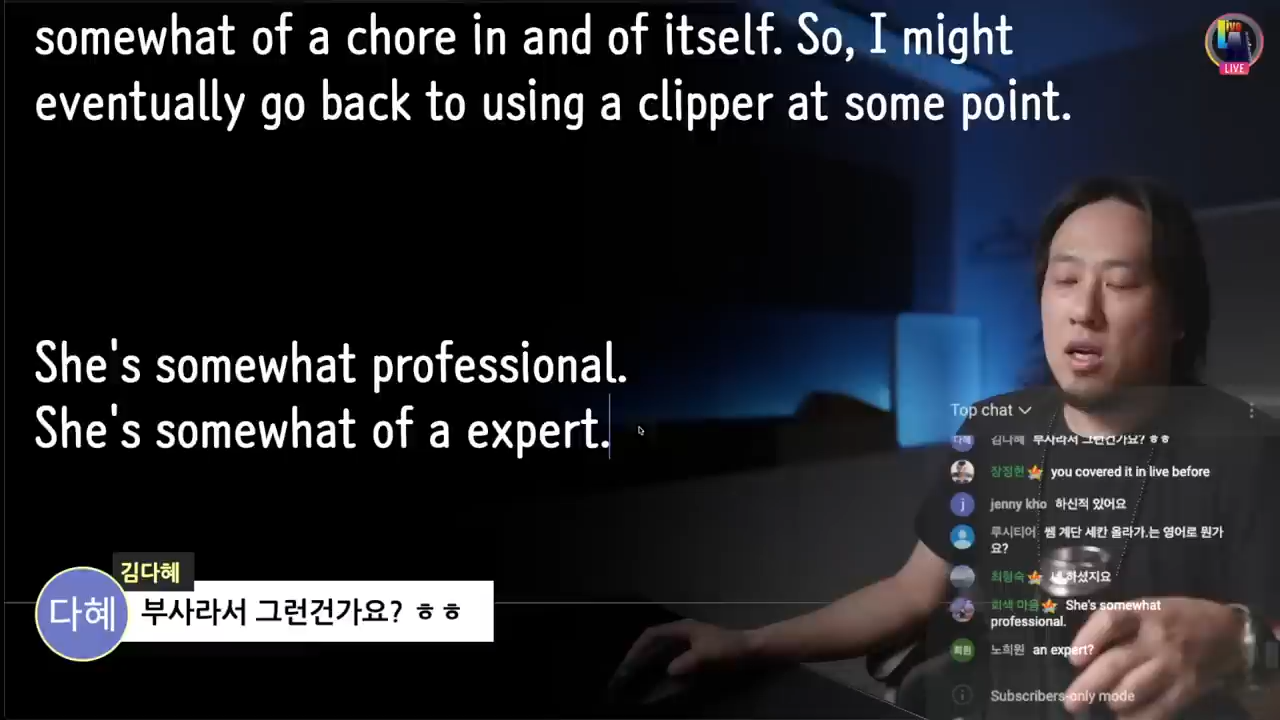 somewhat of a chore in and of itself. So, I might
eventually go back to using a clipper at some point.
Live
LIVE
She's somewhat professional.
She's somewhat of a expert.
김다혜
다혜
부사라서 그런건가요? ㅎㅎ
Top chat
다혜 김다혜 부사라서 그런건가요? ㅎㅎ
장정현 you covered it in live before
j jenny kho 하신적 있어요
루시티어 쌤 계단 세칸 올라가.는 영어로 뭔가
요?
최형숙 네 하셨지요
회색 마음 She's somewhat
professional.
희원 노희원 an expert?
Subscribers-only mode